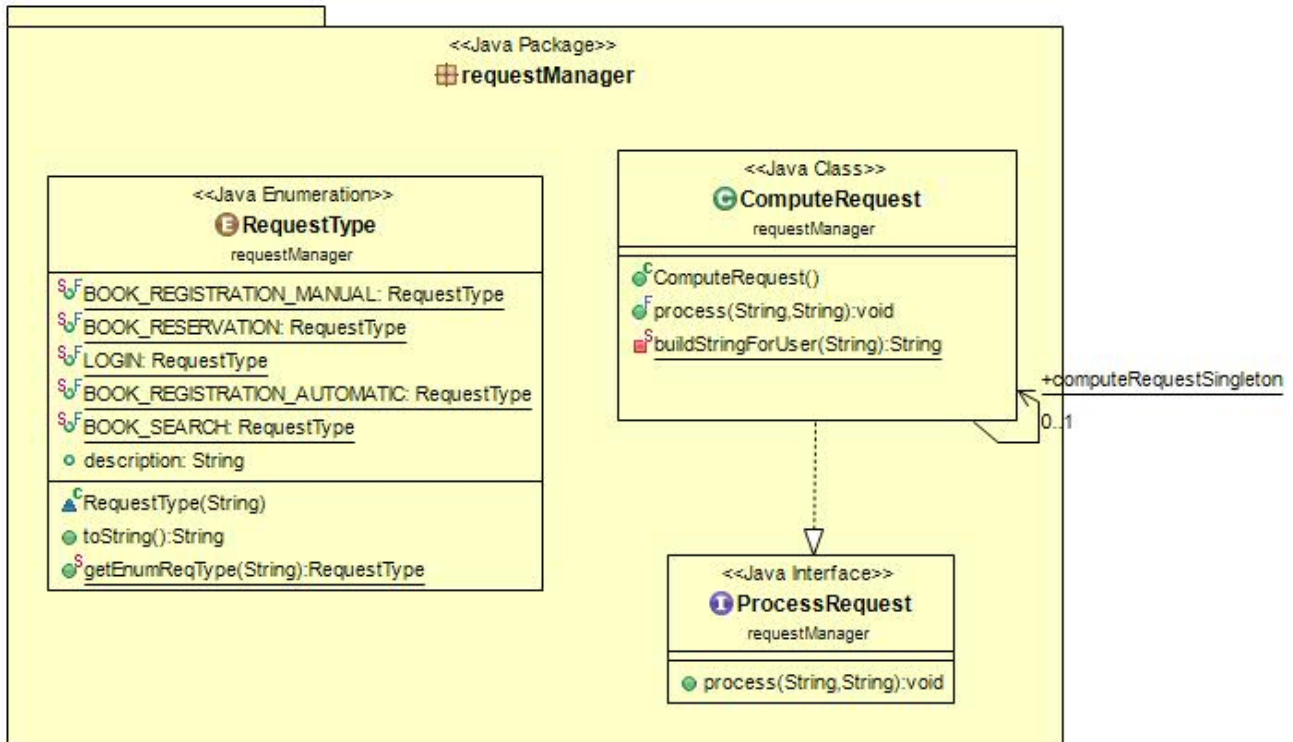 <<Java Package>>
requestManager
<<Java Enumeration>>
RequestType
requestManager
BOOK_REGISTRATION_MANUAL: RequestType
BOOK_RESERVATION: RequestType
LOGIN: RequestType
BOOK_REGISTRATION_AUTOMATIC: RequestType
BOOK_SEARCH: RequestType
description: String
RequestType(String)
toString():String
getEnumReqType(String):RequestType
<<Java Class>>
ComputeRequest
requestManager
ComputeRequest()
process(String,String):void
buildStringForUser(String):String
+computeRequestSingleton
0..1
<<Java Interface>>
ProcessRequest
requestManager
process(String,String):void